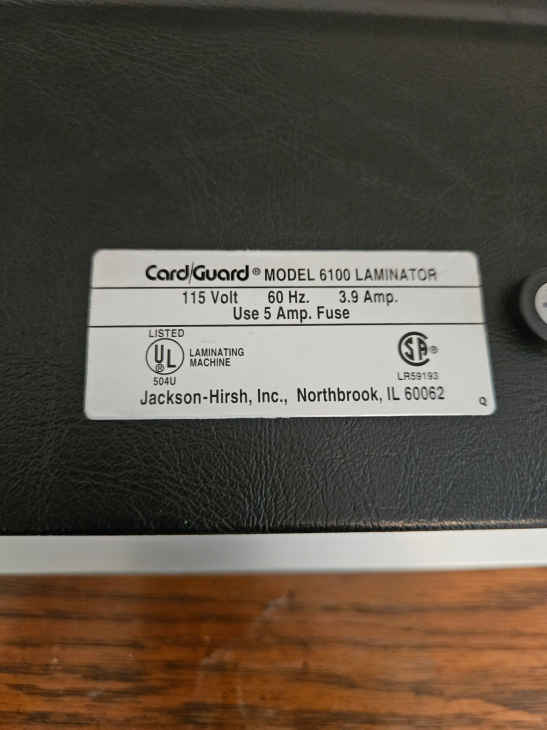 Card/Guard® MODEL 6100 LAMINATOR
115 Volt 60 Hz. 3.9 Amp.
Use 5 Amp. Fuse
LISTED
UL®
LAMINATING
MACHINE
504U
SA®
LR59193
Jackson-Hirsh, Inc., Northbrook, IL 60062
Q